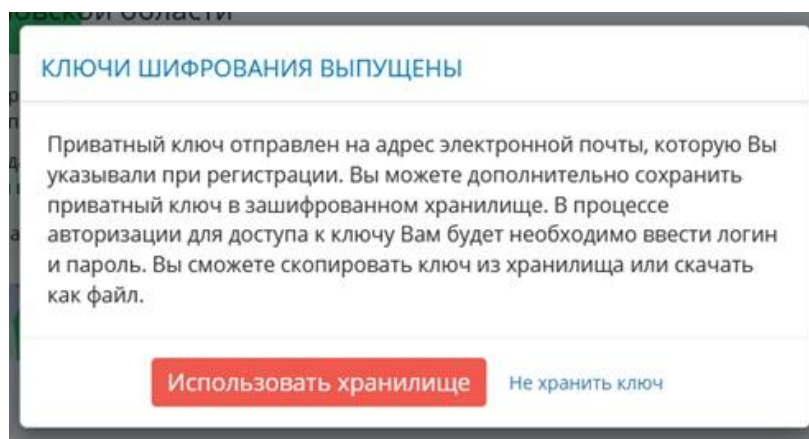 овской области
КЛЮЧИ ШИФРОВАНИЯ ВЫПУЩЕНЫ
Приватный ключ отправлен на адрес электронной почты, которую Вы
указывали при регистрации. Вы можете дополнительно сохранить
приватный ключ в зашифрованном хранилище. В процессе
авторизации для доступа к ключу Вам будет необходимо ввести логин
и пароль. Вы сможете скопировать ключ из хранилища или скачать
как файл.
Использовать хранилище Не хранить ключ